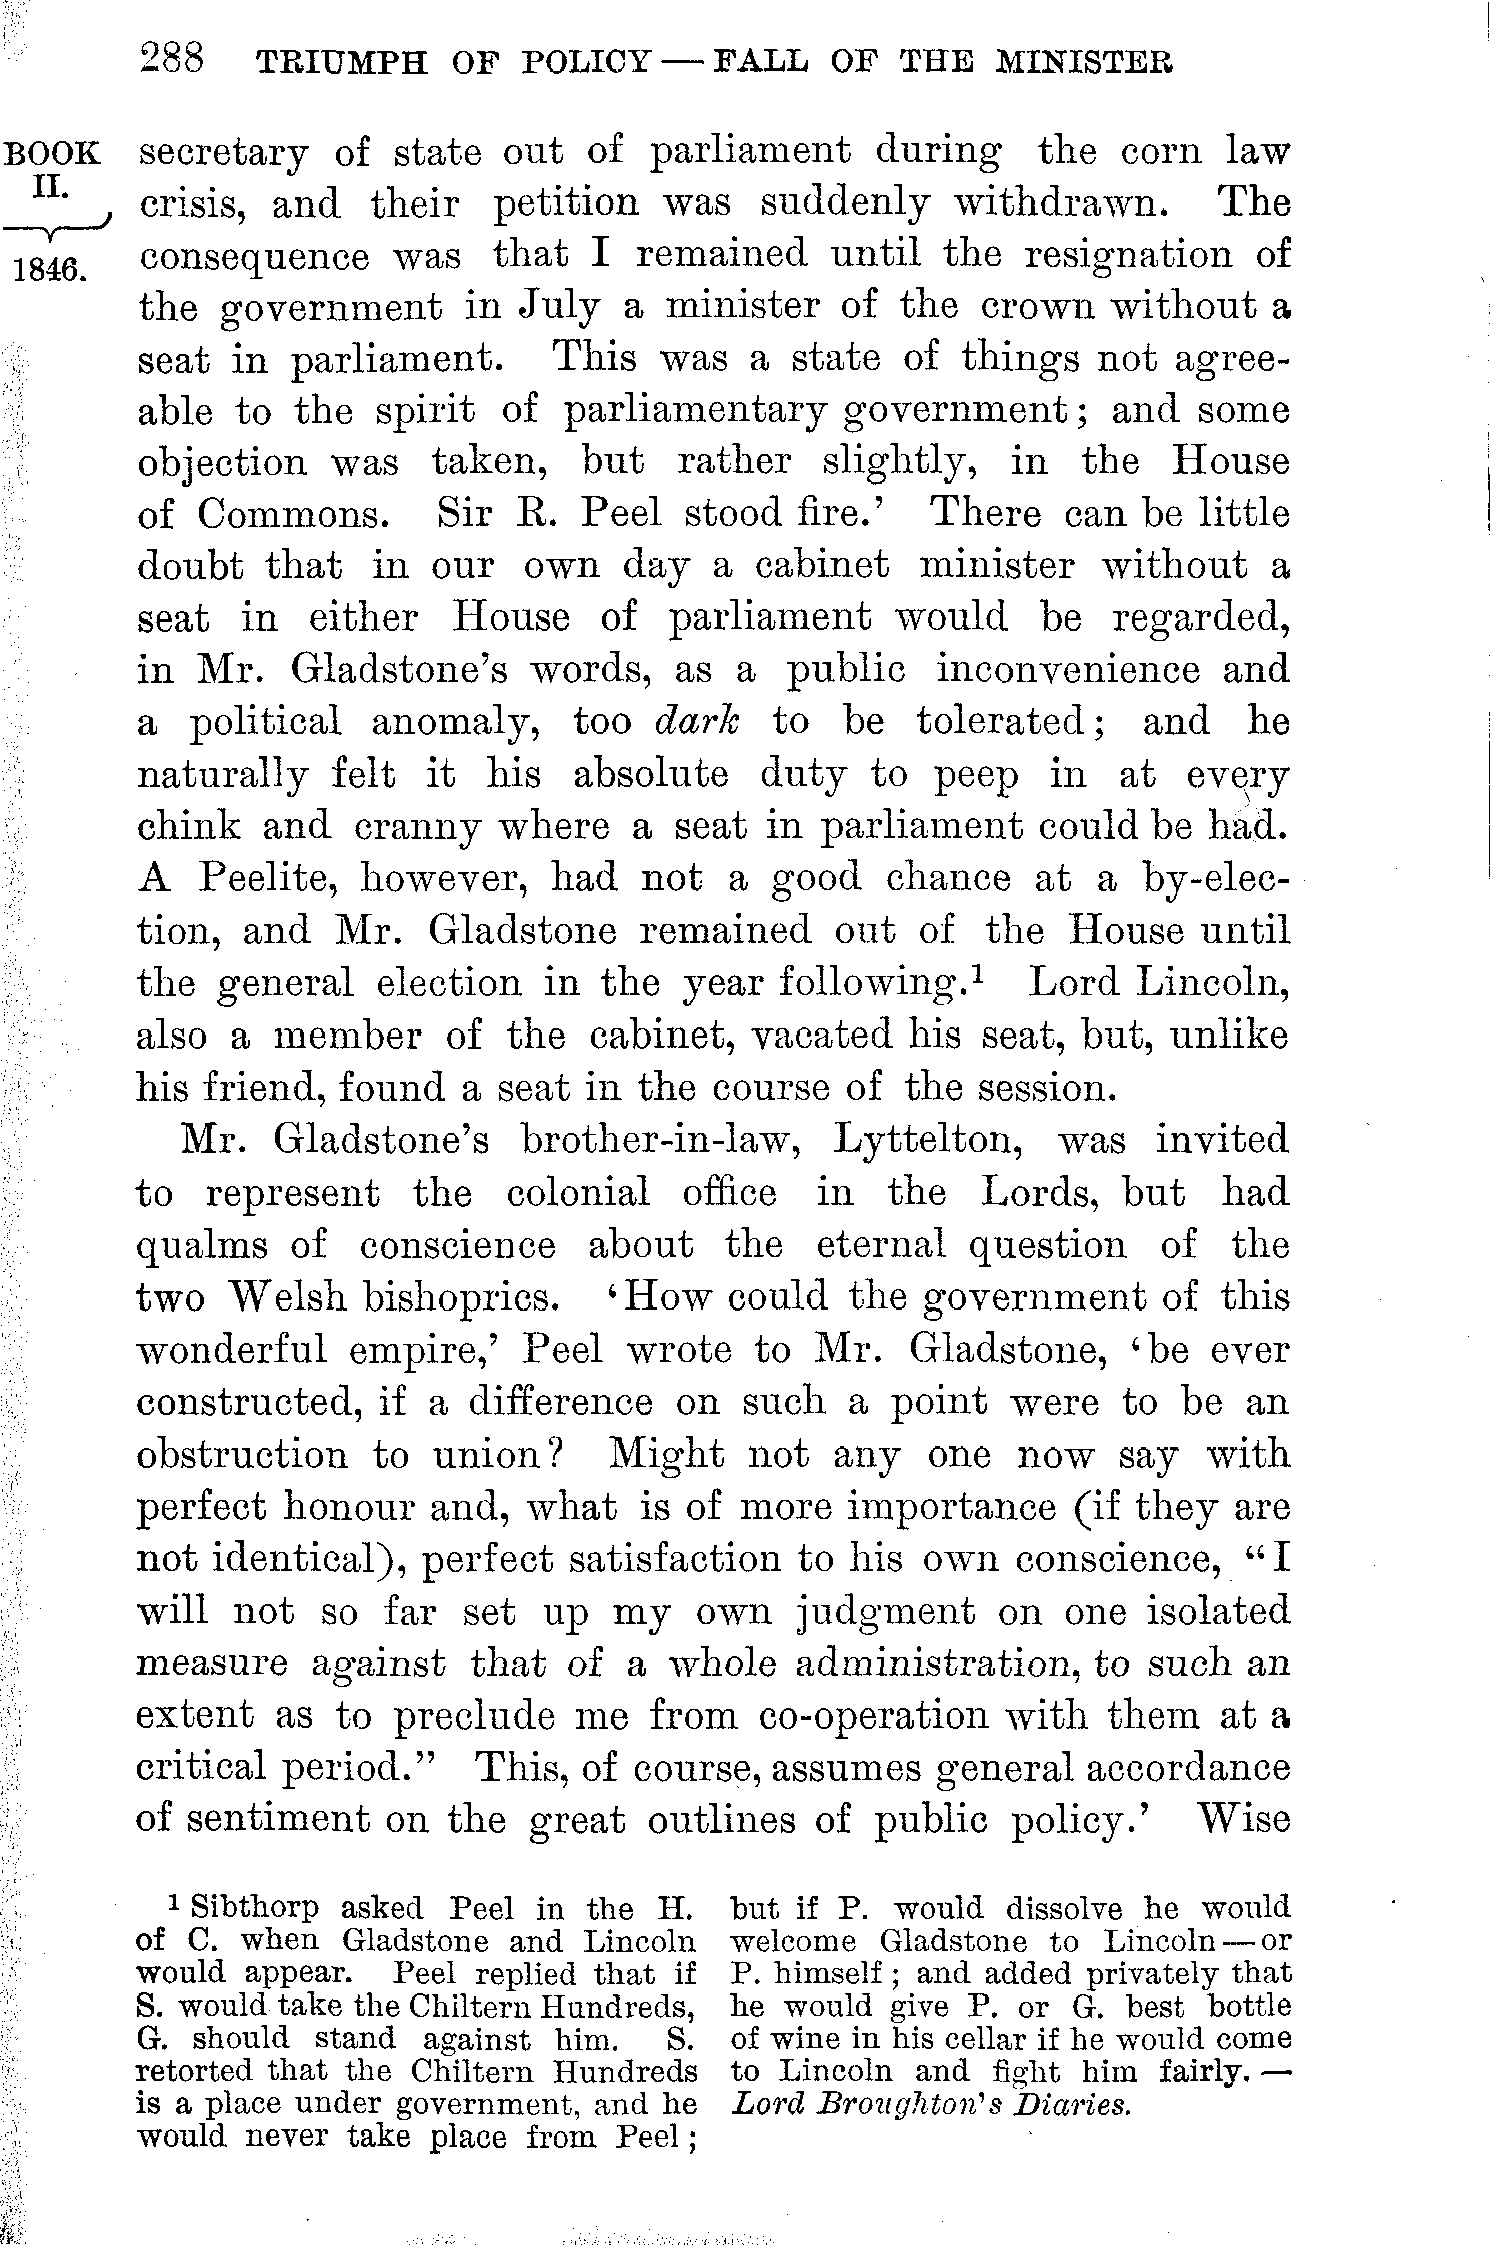 288 TRIUMPH OF POLICY — FALL OF THE MINISTER
BOOK
II.
1846.
secretary of state out of parliament during the corn law
crisis, and their petition was suddenly withdrawn. The
consequence was that I remained until the resignation of
the government in July a minister of the crown without a
seat in parliament. This was a state of things not agree-
able to the spirit of parliamentary government; and some
objection was taken, but rather slightly, in the House
of Commons. Sir R. Peel stood fire.’ There can be little
doubt that in our own day a cabinet minister without a
seat in either House of parliament would be regarded,
in Mr. Gladstone’s words, as a public inconvenience and
a political anomaly, too dark to be tolerated; and he
naturally felt it his absolute duty to peep in at every
chink and cranny where a seat in parliament could be had.
A Peelite, however, had not a good chance at a by-elec-
tion, and Mr. Gladstone remained out of the House until
the general election in the year following.¹ Lord Lincoln,
also a member of the cabinet, vacated his seat, but, unlike
his friend, found a seat in the course of the session.
Mr. Gladstone’s brother-in-law, Lyttelton, was invited
to represent the colonial office in the Lords, but had
qualms of conscience about the eternal question of the
two Welsh bishoprics. ‘How could the government of this
wonderful empire,’ Peel wrote to Mr. Gladstone, ‘be ever
constructed, if a difference on such a point were to be an
obstruction to union? Might not any one now say with
perfect honour and, what is of more importance (if they are
not identical), perfect satisfaction to his own conscience, “I
will not so far set up my own judgment on one isolated
measure against that of a whole administration, to such an
extent as to preclude me from co-operation with them at a
critical period.” This, of course, assumes general accordance
of sentiment on the great outlines of public policy.’ Wise
¹ Sibthorp asked Peel in the H.
of C. when Gladstone and Lincoln
would appear. Peel replied that if
S. would take the Chiltern Hundreds,
G. should stand against him. S.
retorted that the Chiltern Hundreds
is a place under government, and he
would never take place from Peel;
but if P. would dissolve he would
welcome Gladstone to Lincoln—or
P. himself; and added privately that
he would give P. or G. best bottle
of wine in his cellar if he would come
to Lincoln and fight him fairly. —
Lord Broughton’s Diaries.